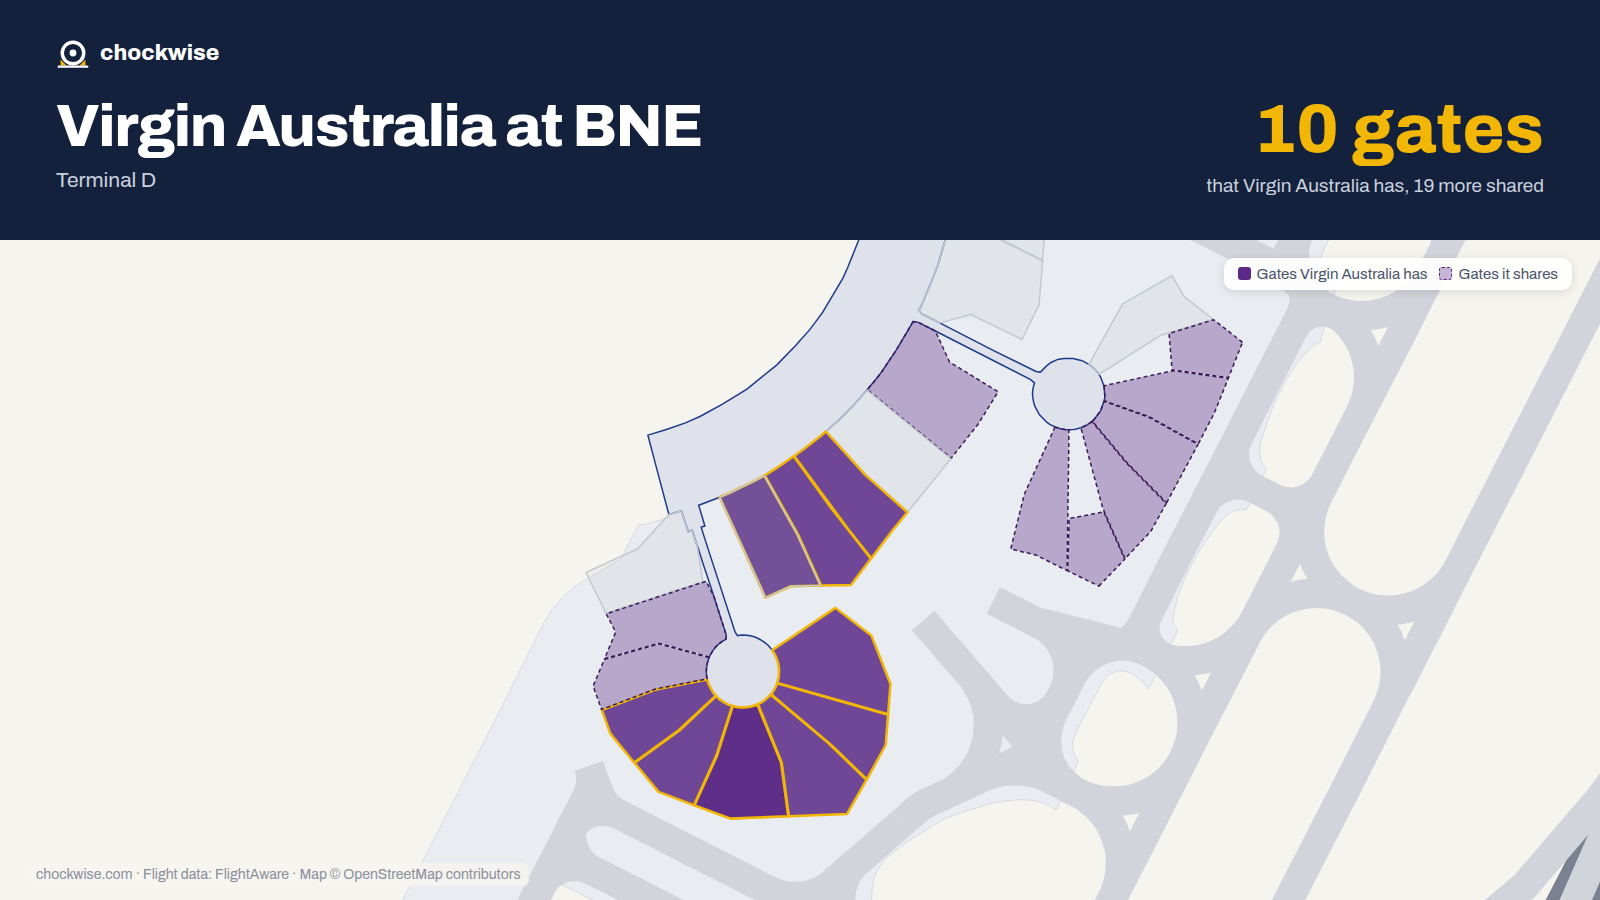 chockwise
Virgin Australia at BNE
Terminal D
10 gates
that Virgin Australia has, 19 more shared
Gates Virgin Australia has
Gates it shares
chockwise.com · Flight data: FlightAware · Map © OpenStreetMap contributors